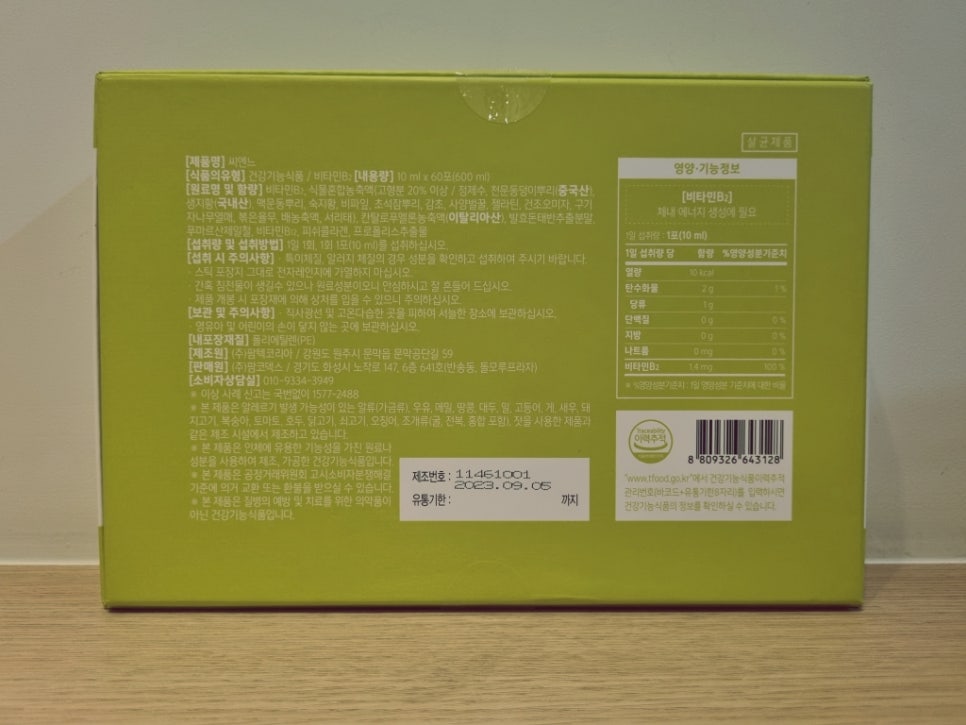 살균제품
[제품명] 씨엔느
[식품의유형] 건강기능식품 / 비타민B₂ [내용량] 10 ml x 60포(600 ml)
[원료명 및 함량] 비타민B₂, 식물혼합농축액(고형분 20% 이상 / 정제수, 전문동덩이뿌리(중국산),
생지황(국내산), 맥문동뿌리, 숙지황, 비파잎, 초석잠뿌리, 감초, 사양벌꿀, 젤라틴, 건조오미자, 구기
자나무열매, 볶은율무, 배농축액, 서리태), 칸탈로푸멜론농축액(이탈리아산), 발효돈태반추출분말,
푸마르산제일철, 비타민B₁₂, 피쉬콜라겐, 프로폴리스추출물
[섭취량 및 섭취방법] 1일 1회, 1회 1포(10 ml)를 섭취하십시오.
[섭취 시 주의사항] · 특이체질, 알러지 체질의 경우 성분을 확인하고 섭취하여 주시기 바랍니다.
· 스틱 포장지 그대로 전자레인지에 가열하지 마십시오.
· 간혹 침전물이 생길수 있으나 원료성분이오니 안심하시고 잘 흔들어 드십시오.
· 제품 개봉 시 포장재에 의해 상처를 입을 수 있으니 주의하십시오.
[보관 및 주의사항] · 직사광선 및 고온다습한 곳을 피하여 서늘한 장소에 보관하십시오.
· 영유아 및 어린이의 손이 닿지 않는 곳에 보관하십시오.
[내포장재질] 폴리에틸렌(PE)
[제조원] (주)람텍코리아 / 강원도 원주시 문막읍 문막공단길 59
[판매원] (주)람코덱스 / 경기도 화성시 노작로 147, 6층 641호(반송동, 돌모루프라자)
[소비자상담실] 010-9334-3949
※ 이상 사례 신고는 국번없이 1577-2488
※ 본 제품은 알레르기 발생 가능성이 있는 알류(가금류), 우유, 메밀, 땅콩, 대두, 밀, 고등어, 게, 새우, 돼
지고기, 복숭아, 토마토, 호두, 닭고기, 쇠고기, 오징어, 조개류(굴, 전복, 홍합 포함), 잣을 사용한 제품과
같은 제조 시설에서 제조하고 있습니다.
※ 본 제품은 인체에 유용한 기능성을 가진 원료나
성분을 사용하여 제조, 가공한 건강기능식품입니다.
※ 본 제품은 공정거래위원회 고시소비자분쟁해결
기준에 의거 교환 또는 환불을 받으실 수 있습니다.
※ 본 제품은 질병의 예방 및 치료를 위한 의약품이
아닌 건강기능식품입니다.
제조번호 : 11461001
2023.09.05
유통기한 : 까지
영양·기능정보
[비타민B₂]
체내 에너지 생성에 필요
1일 섭취량 : 1포(10 ml)
1일 섭취량 당 함량 %영양성분기준치
열량 10 kcal
탄수화물 2 g 1 %
당류 1 g
단백질 0 g 0 %
지방 0 g 0 %
나트륨 0 mg 0 %
비타민B₂ 1.4 mg 100 %
※ %영양성분기준치 : 1일 영양성분 기준치에 대한 비율
Traceability
이력추적
8 809326 643128
"www.tfood.go.kr"에서 건강기능식품이력추적
관리번호(바코드+유통기한8자리)를 입력하시면
건강기능식품의 정보를 확인하실 수 있습니다.